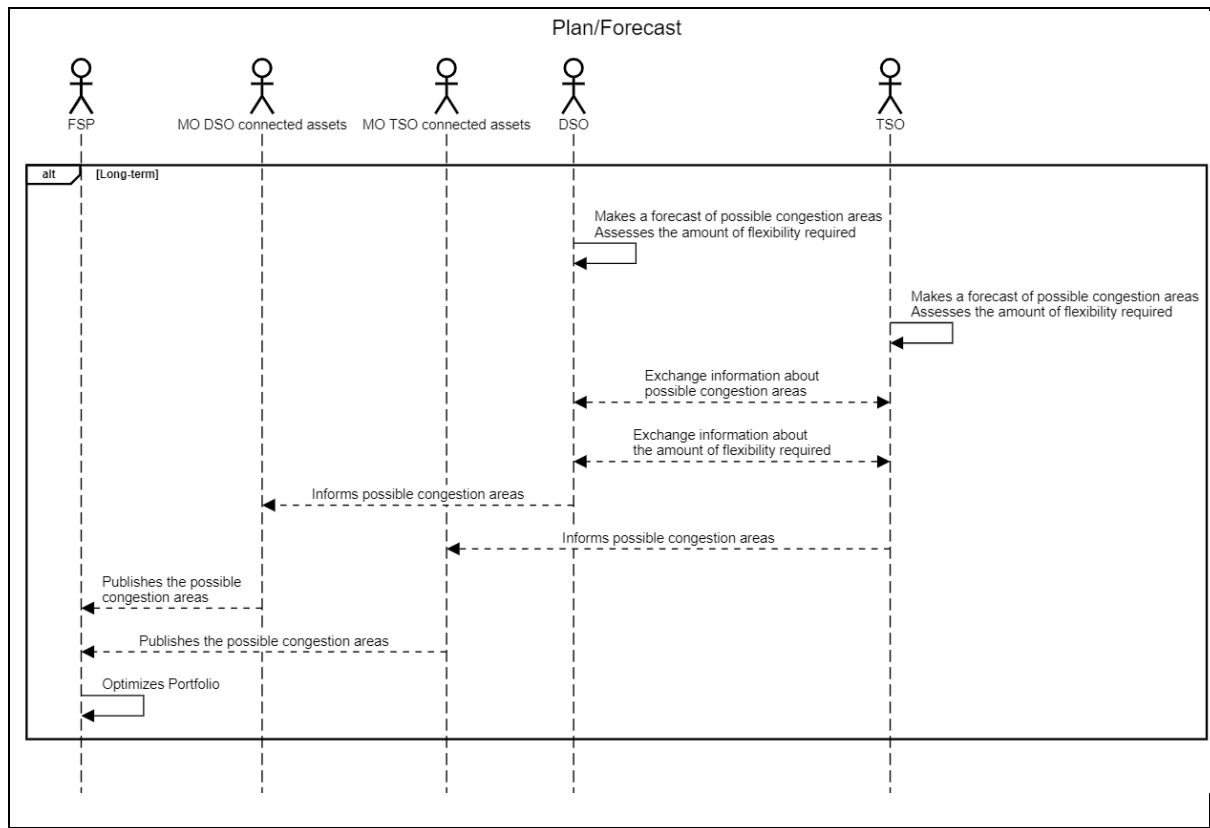 Plan/Forecast
FSP
MO DSO connected assets
MO TSO connected assets
DSO
TSO
alt
[Long-term]
Makes a forecast of possible congestion areas
Assesses the amount of flexibility required
Makes a forecast of possible congestion areas
Assesses the amount of flexibility required
Exchange information about
possible congestion areas
Exchange information about
the amount of flexibility required
Informs possible congestion areas
Informs possible congestion areas
Publishes the possible
congestion areas
Publishes the possible congestion areas
Optimizes Portfolio